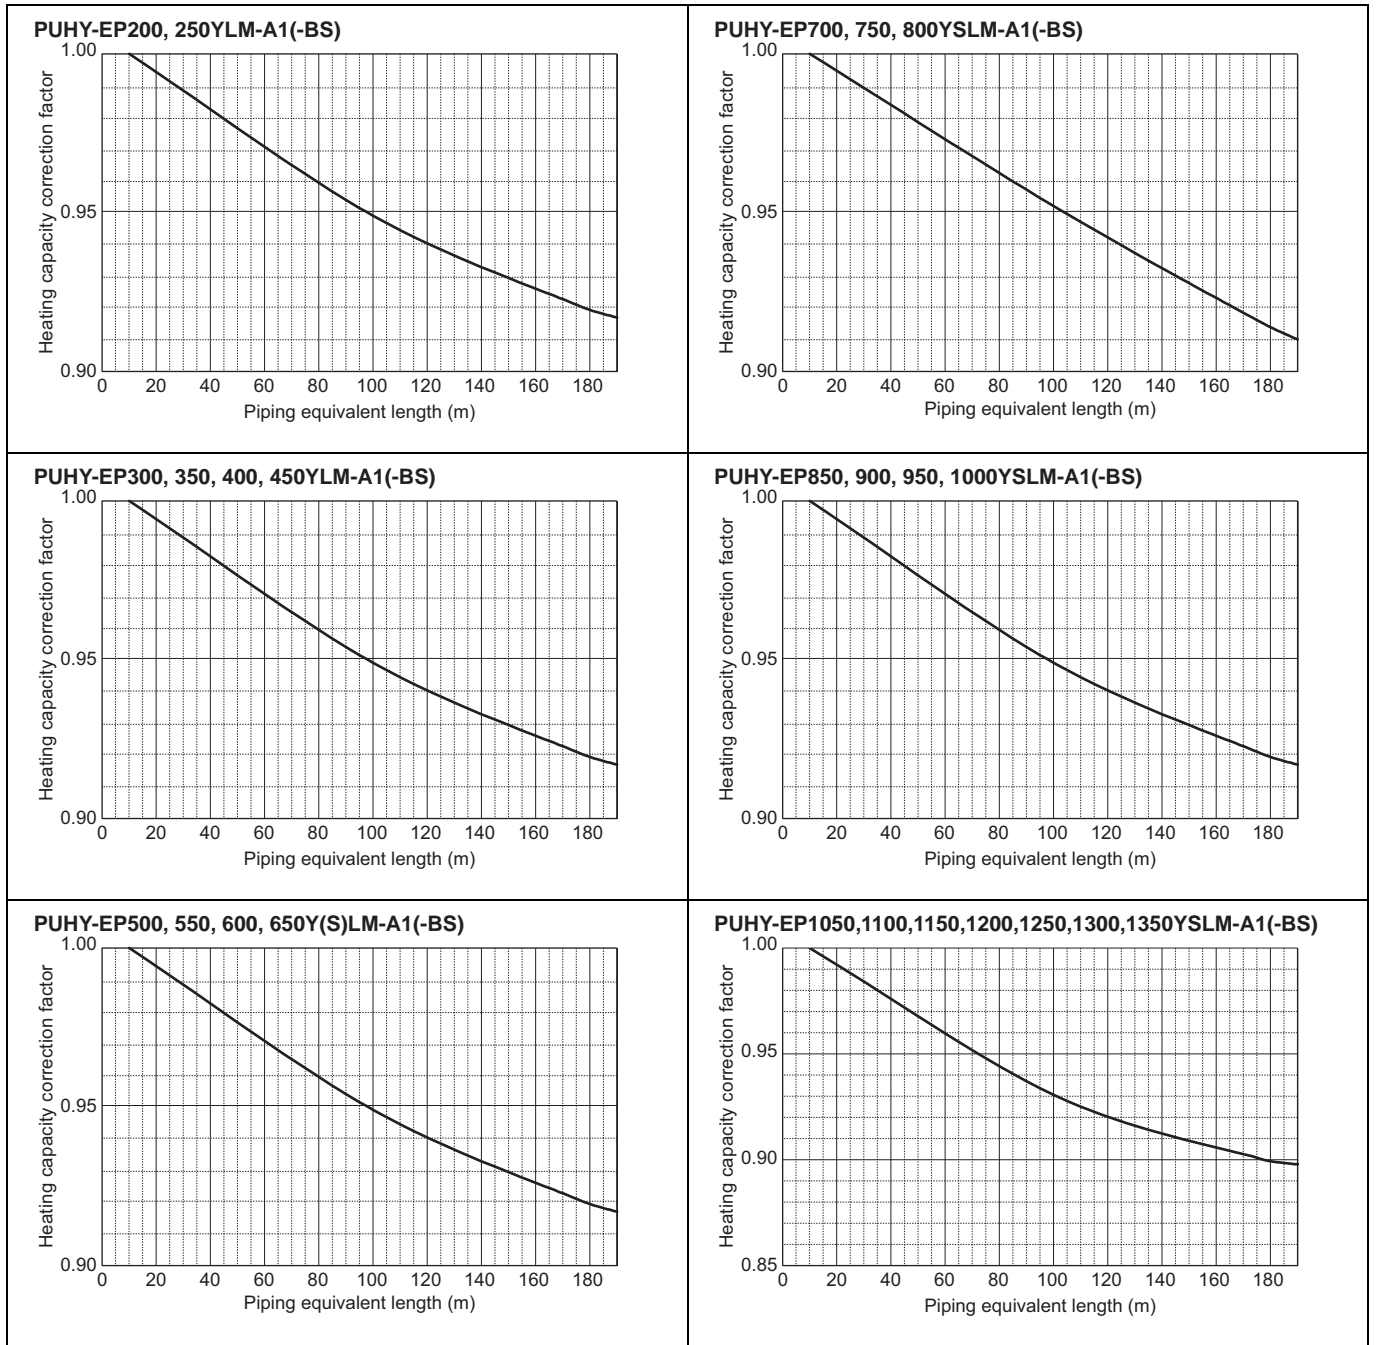 PUHY-EP200, 250YLM-A1(-BS)
Heating capacity correction factor
1.00
0.95
0.90
0 20 40 60 80 100 120 140 160 180
Piping equivalent length (m)
PUHY-EP700, 750, 800YSLM-A1(-BS)
Heating capacity correction factor
1.00
0.95
0.90
0 20 40 60 80 100 120 140 160 180
Piping equivalent length (m)
PUHY-EP300, 350, 400, 450YLM-A1(-BS)
Heating capacity correction factor
1.00
0.95
0.90
0 20 40 60 80 100 120 140 160 180
Piping equivalent length (m)
PUHY-EP850, 900, 950, 1000YSLM-A1(-BS)
Heating capacity correction factor
1.00
0.95
0.90
0 20 40 60 80 100 120 140 160 180
Piping equivalent length (m)
PUHY-EP500, 550, 600, 650Y(S)LM-A1(-BS)
Heating capacity correction factor
1.00
0.95
0.90
0 20 40 60 80 100 120 140 160 180
Piping equivalent length (m)
PUHY-EP1050,1100,1150,1200,1250,1300,1350YSLM-A1(-BS)
Heating capacity correction factor
1.00
0.95
0.90
0.85
0 20 40 60 80 100 120 140 160 180
Piping equivalent length (m)